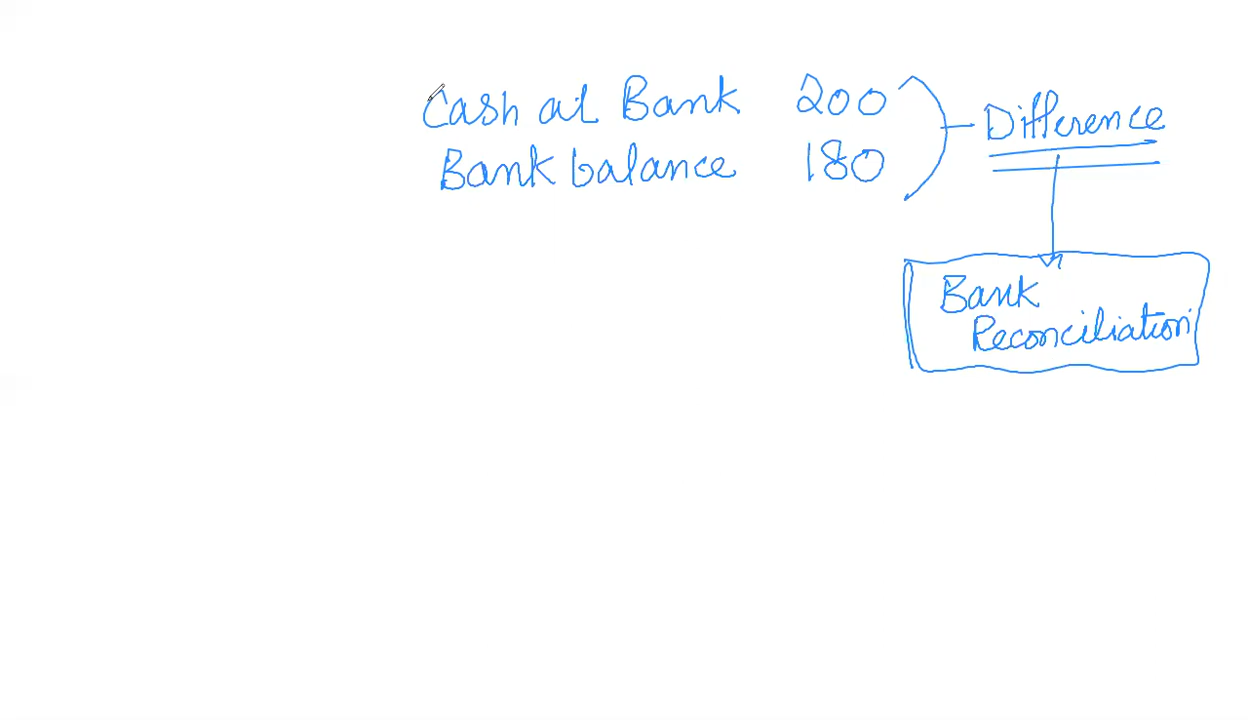 Cash at Bank 200
Difference
Bank balance 180
Bank
Reconciliation